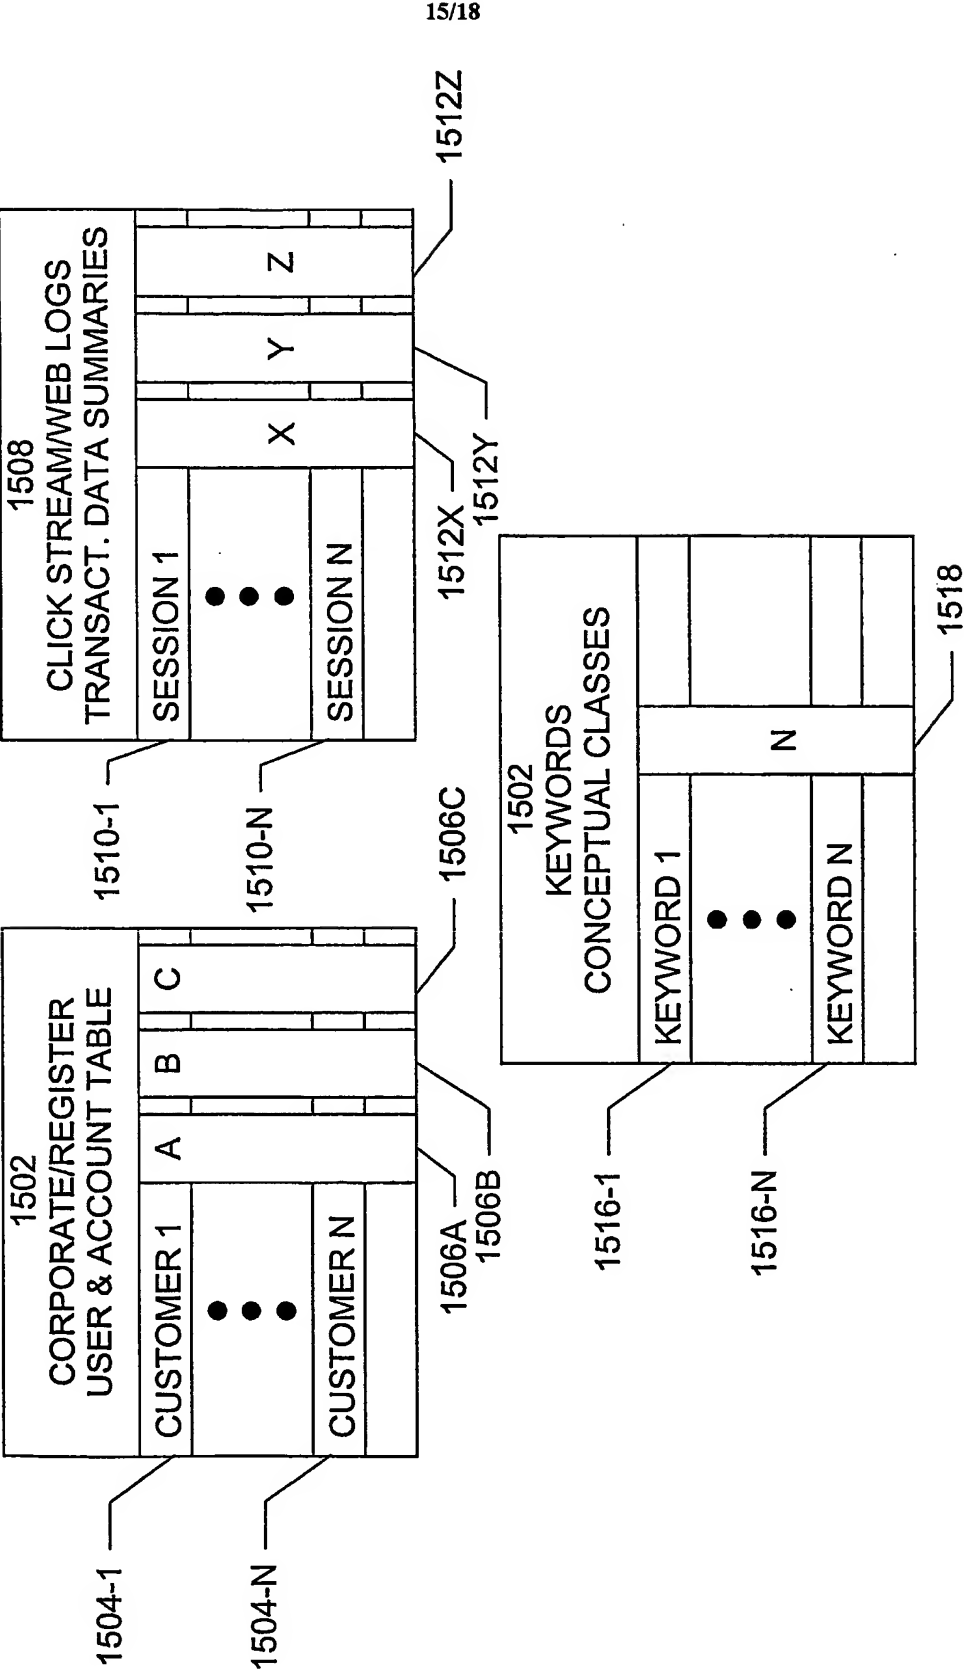 15/18
1502
CORPORATE/REGISTER
USER & ACCOUNT TABLE
CUSTOMER 1
A
B
C
CUSTOMER N
1504-1
1504-N
1506A
1506B
1506C
1508
CLICK STREAM/WEB LOGS
TRANSACT. DATA SUMMARIES
SESSION 1
X
Y
Z
SESSION N
1510-1
1510-N
1512X
1512Y
1512Z
1502
KEYWORDS
CONCEPTUAL CLASSES
KEYWORD 1
N
KEYWORD N
1516-1
1516-N
1518